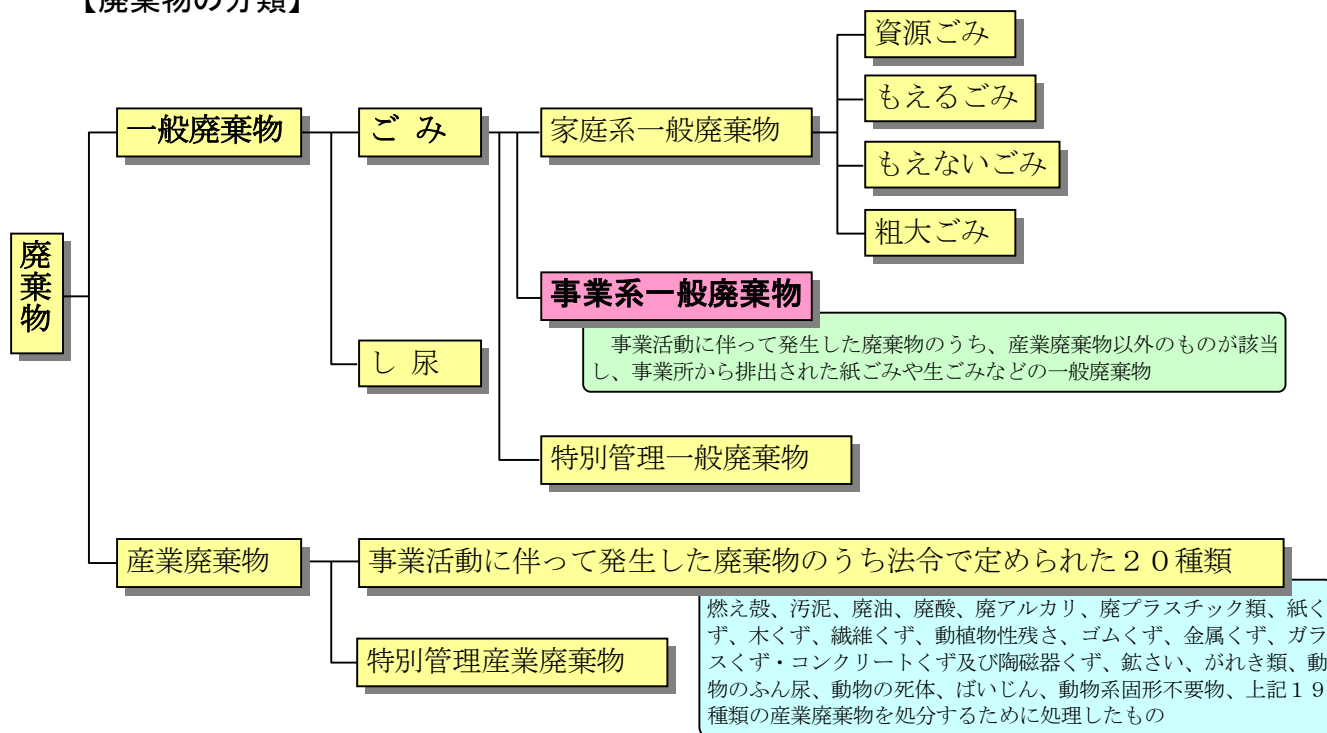 【廃棄物の分類】
資源ごみ
もえるごみ
一般廃棄物
ご み
家庭系一般廃棄物
もえないごみ
粗大ごみ
廃棄物
事業系一般廃棄物
事業活動に伴って発生した廃棄物のうち、産業廃棄物以外のものが該当
し、事業所から排出された紙ごみや生ごみなどの一般廃棄物
し 尿
特別管理一般廃棄物
産業廃棄物
事業活動に伴って発生した廃棄物のうち法令で定められた２０種類
燃え殻、汚泥、廃油、廃酸、廃アルカリ、廃プラスチック類、紙く
ず、木くず、繊維くず、動植物性残さ、ゴムくず、金属くず、ガラ
スくず・コンクリートくず及び陶磁器くず、鉱さい、がれき類、動
物のふん尿、動物の死体、ばいじん、動物系固形不要物、上記１９
種類の産業廃棄物を処分するために処理したもの
特別管理産業廃棄物